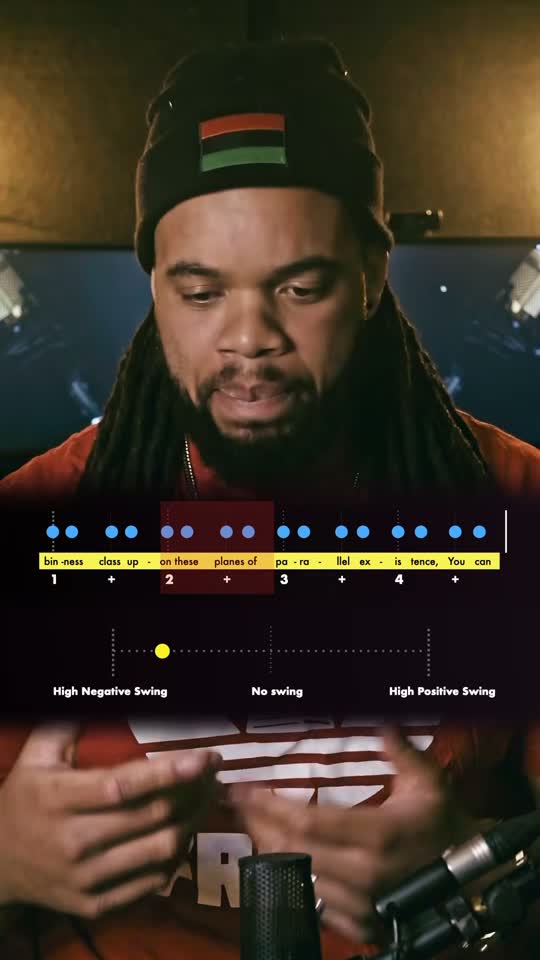 bin -ness class up - on these planes of pa - ra - llel ex - is tence, You can
1 + 2 + 3 + 4 +
High Negative Swing No swing High Positive Swing